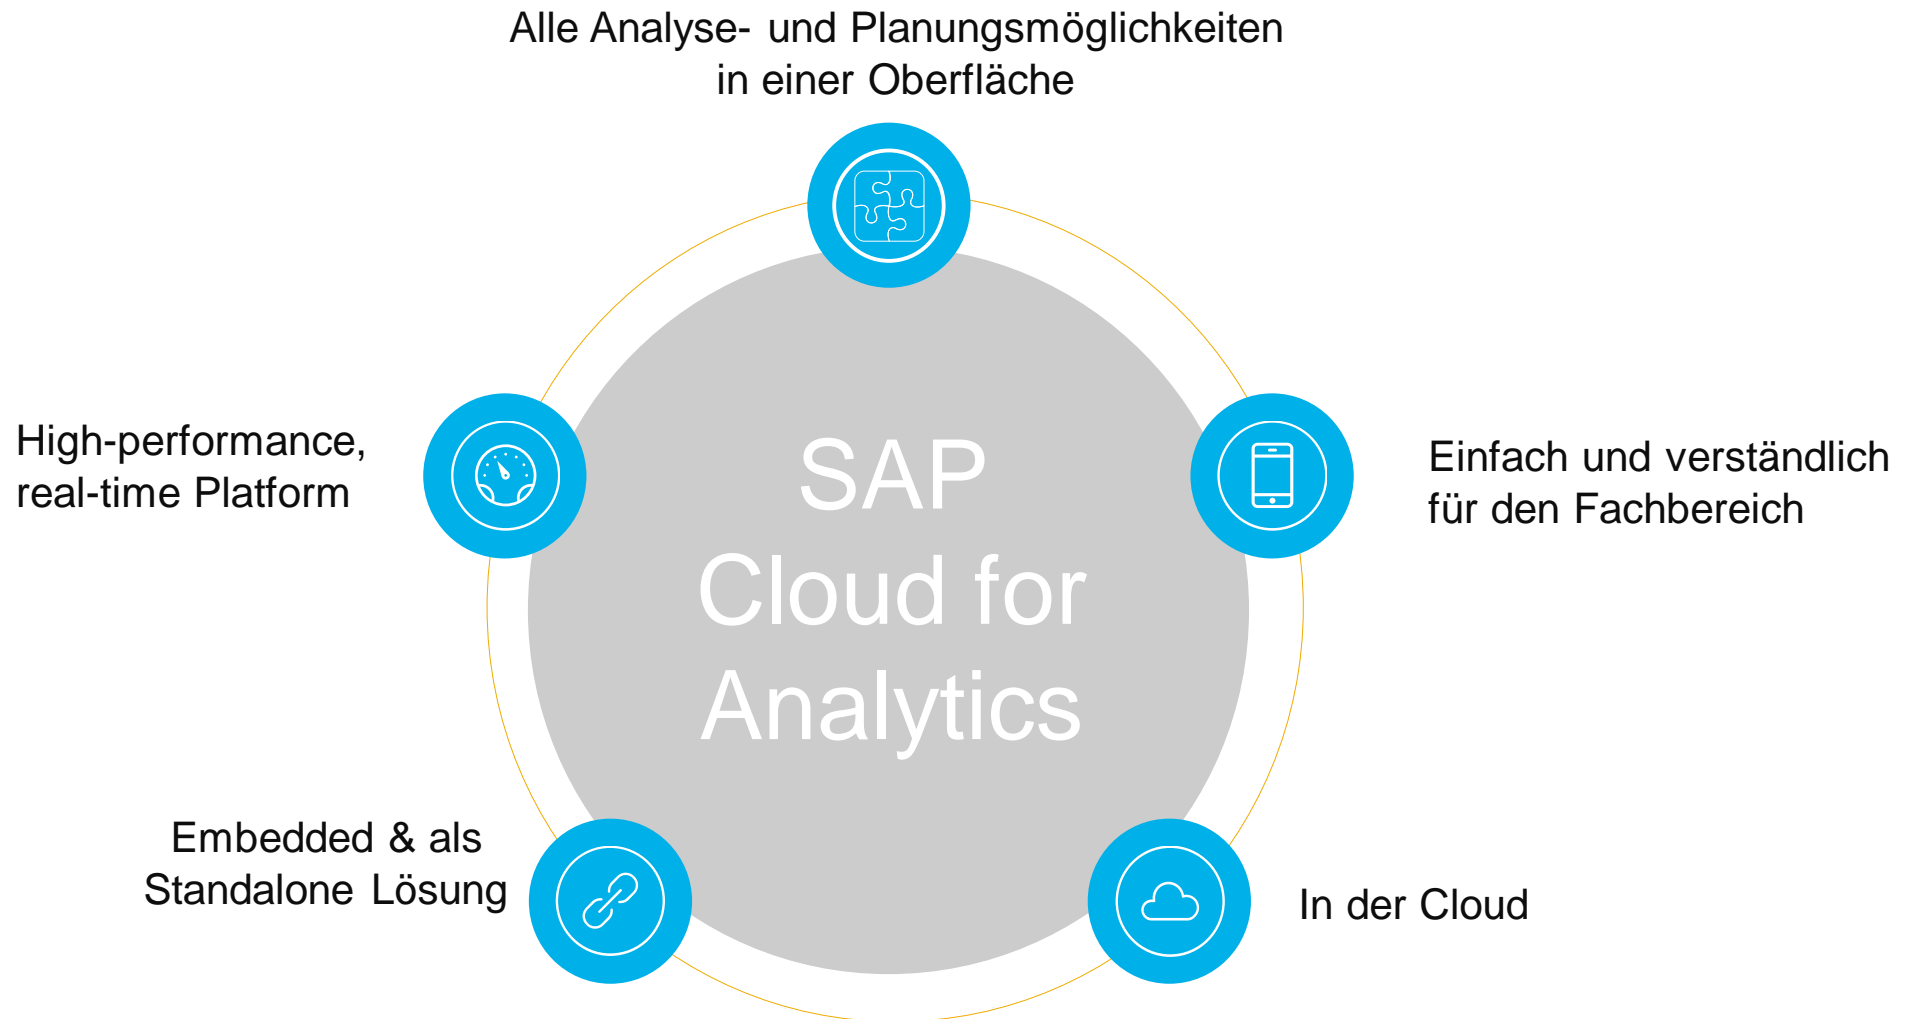 Alle Analyse- und Planungsmöglichkeiten
in einer Oberfläche
High-performance,
real-time Platform
SAP
Cloud for
Analytics
Einfach und verständlich
für den Fachbereich
Embedded & als
Standalone Lösung
In der Cloud